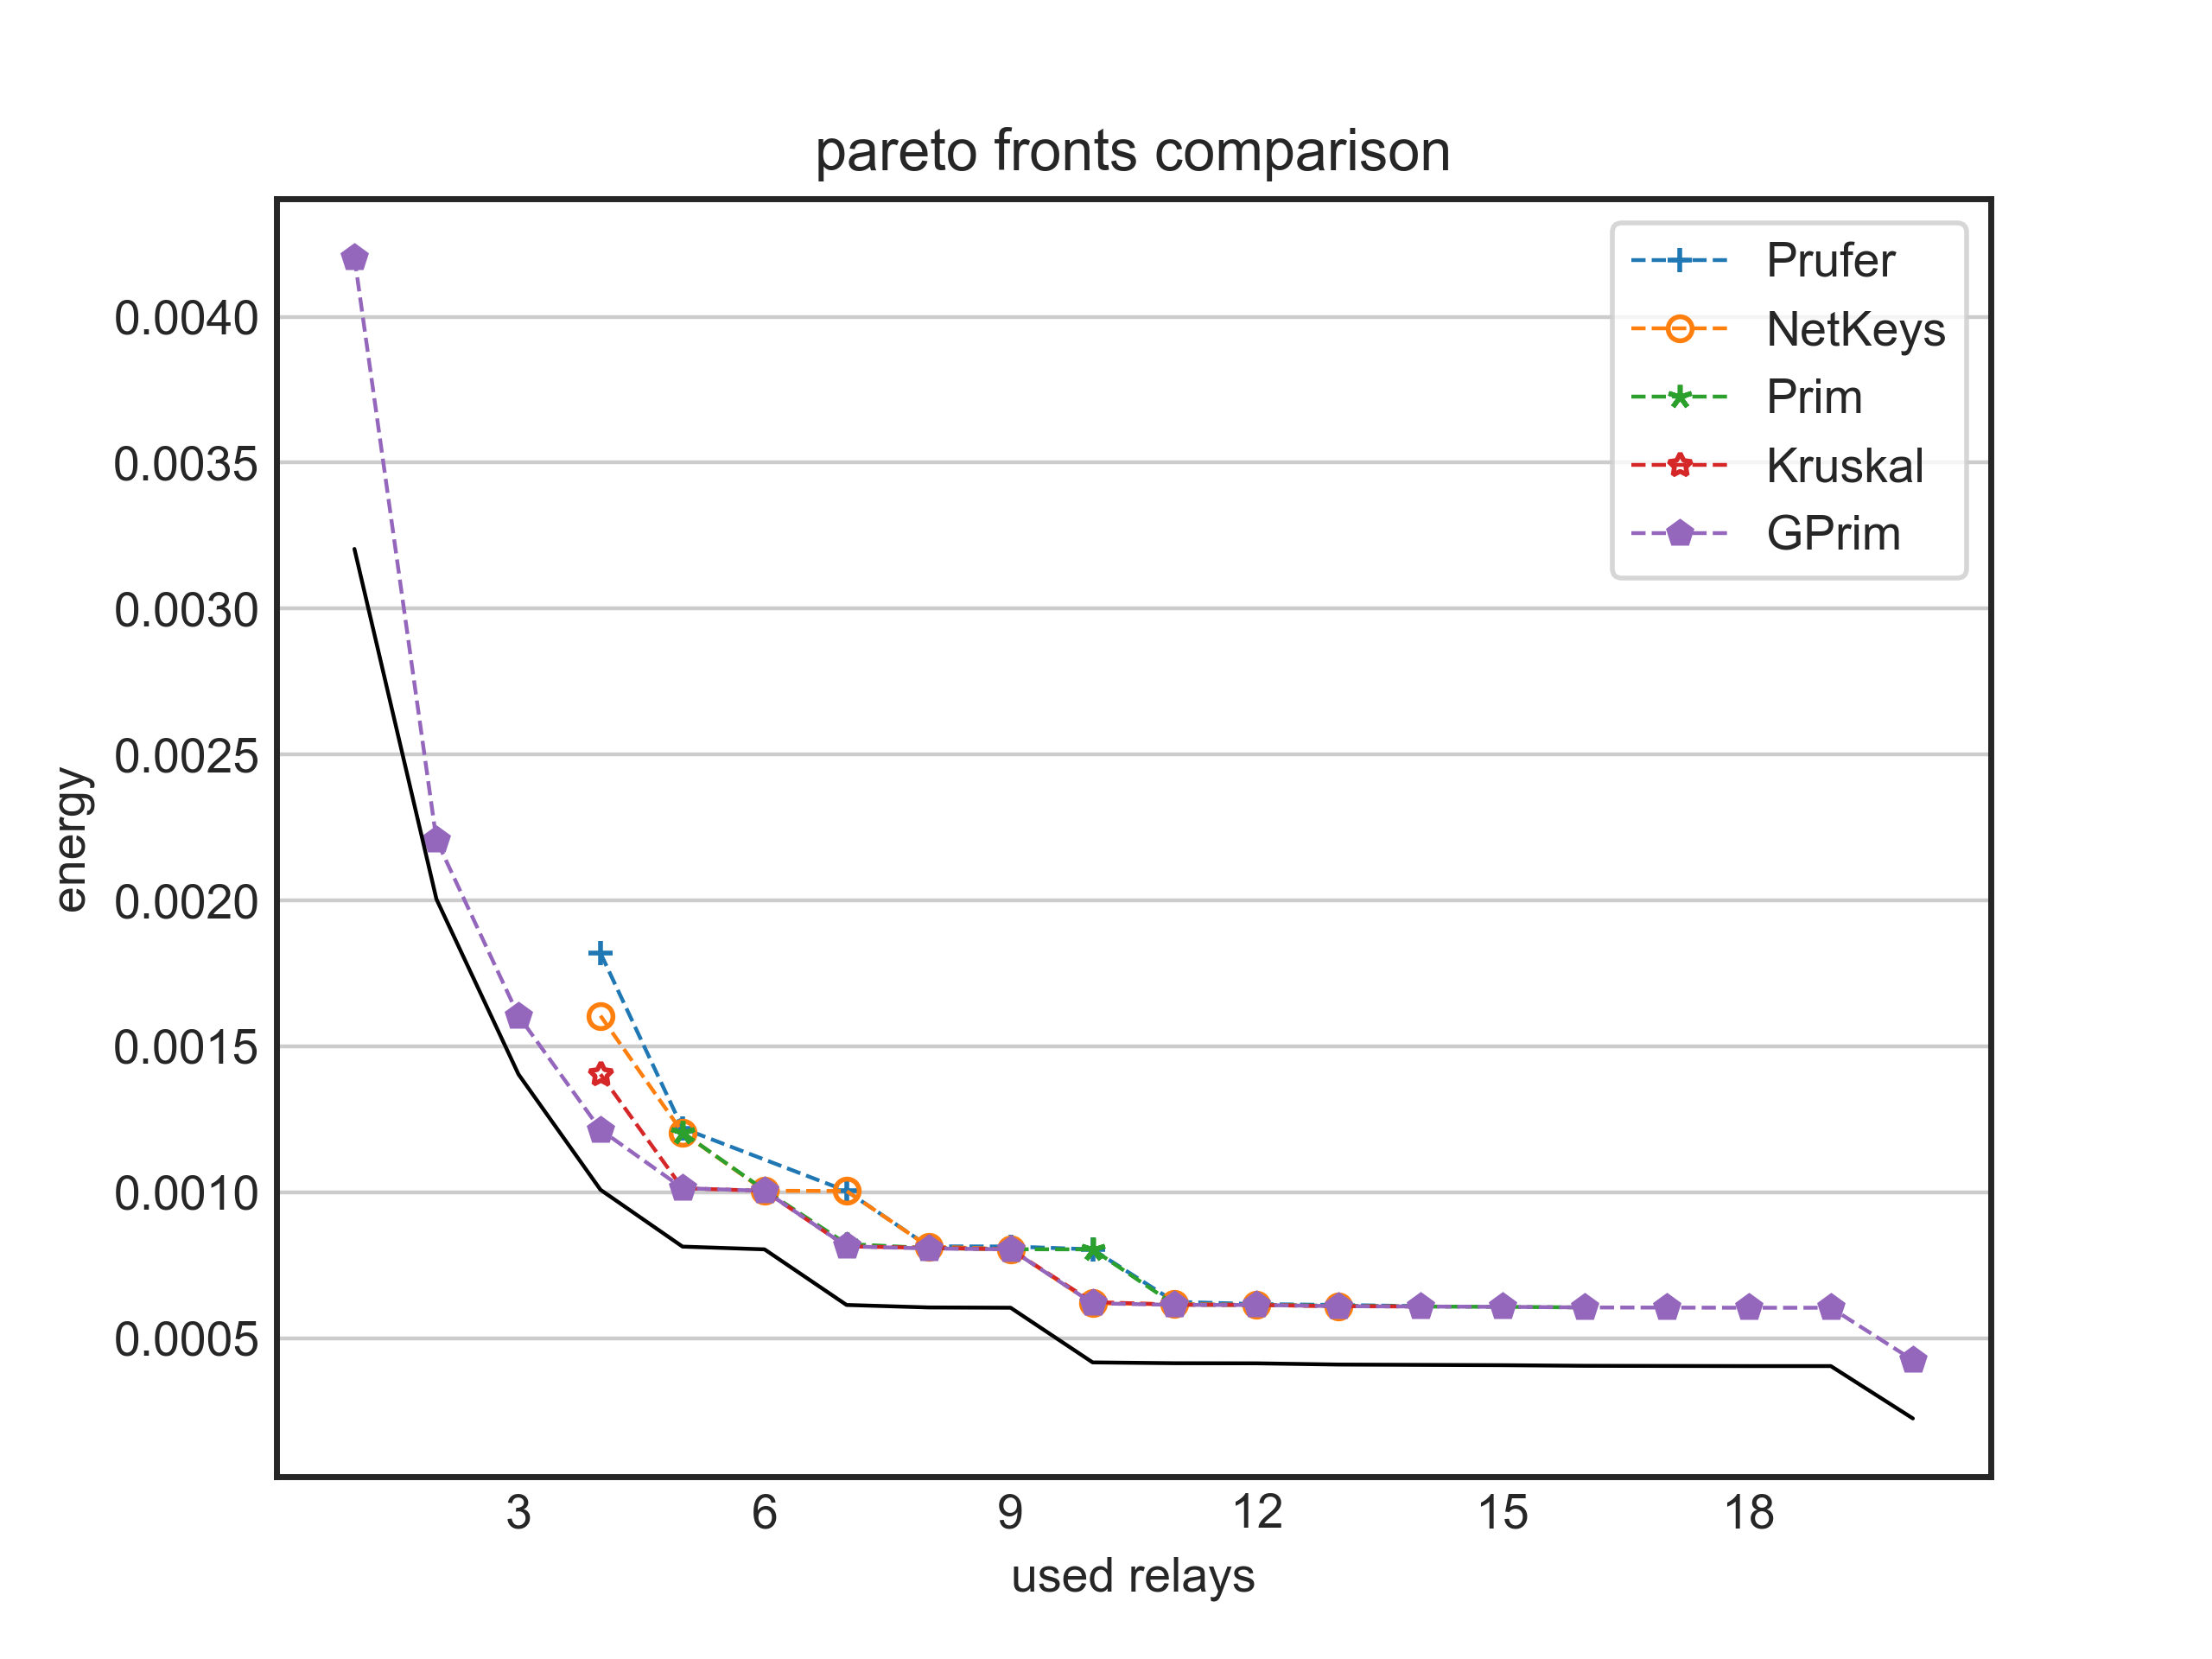 pareto fronts comparison
Prufer
NetKeys
Prim
Kruskal
GPrim
0.0040
0.0035
0.0030
0.0025
0.0020
0.0015
0.0010
0.0005
energy
3 6 9 12 15 18
used relays